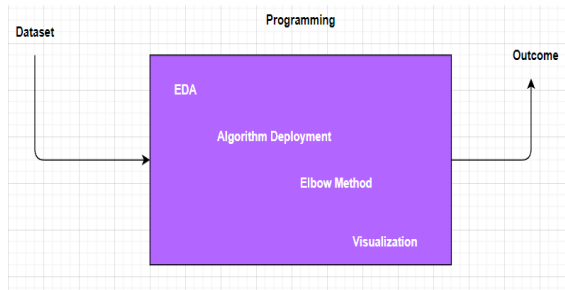 Programming
Dataset
Outcome
EDA
Algorithm Deployment
Elbow Method
Visualization